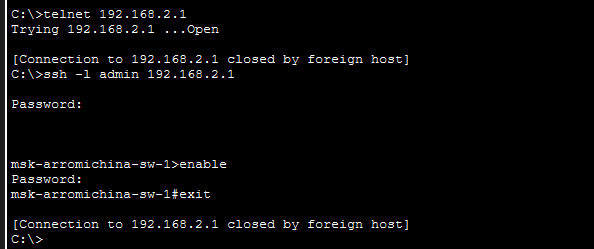 C:\>telnet 192.168.2.1
Trying 192.168.2.1 ...Open
[Connection to 192.168.2.1 closed by foreign host]
C:\>ssh -l admin 192.168.2.1
Password:
msk-arromichina-sw-1>enable
Password:
msk-arromichina-sw-1#exit
[Connection to 192.168.2.1 closed by foreign host]
C:\>